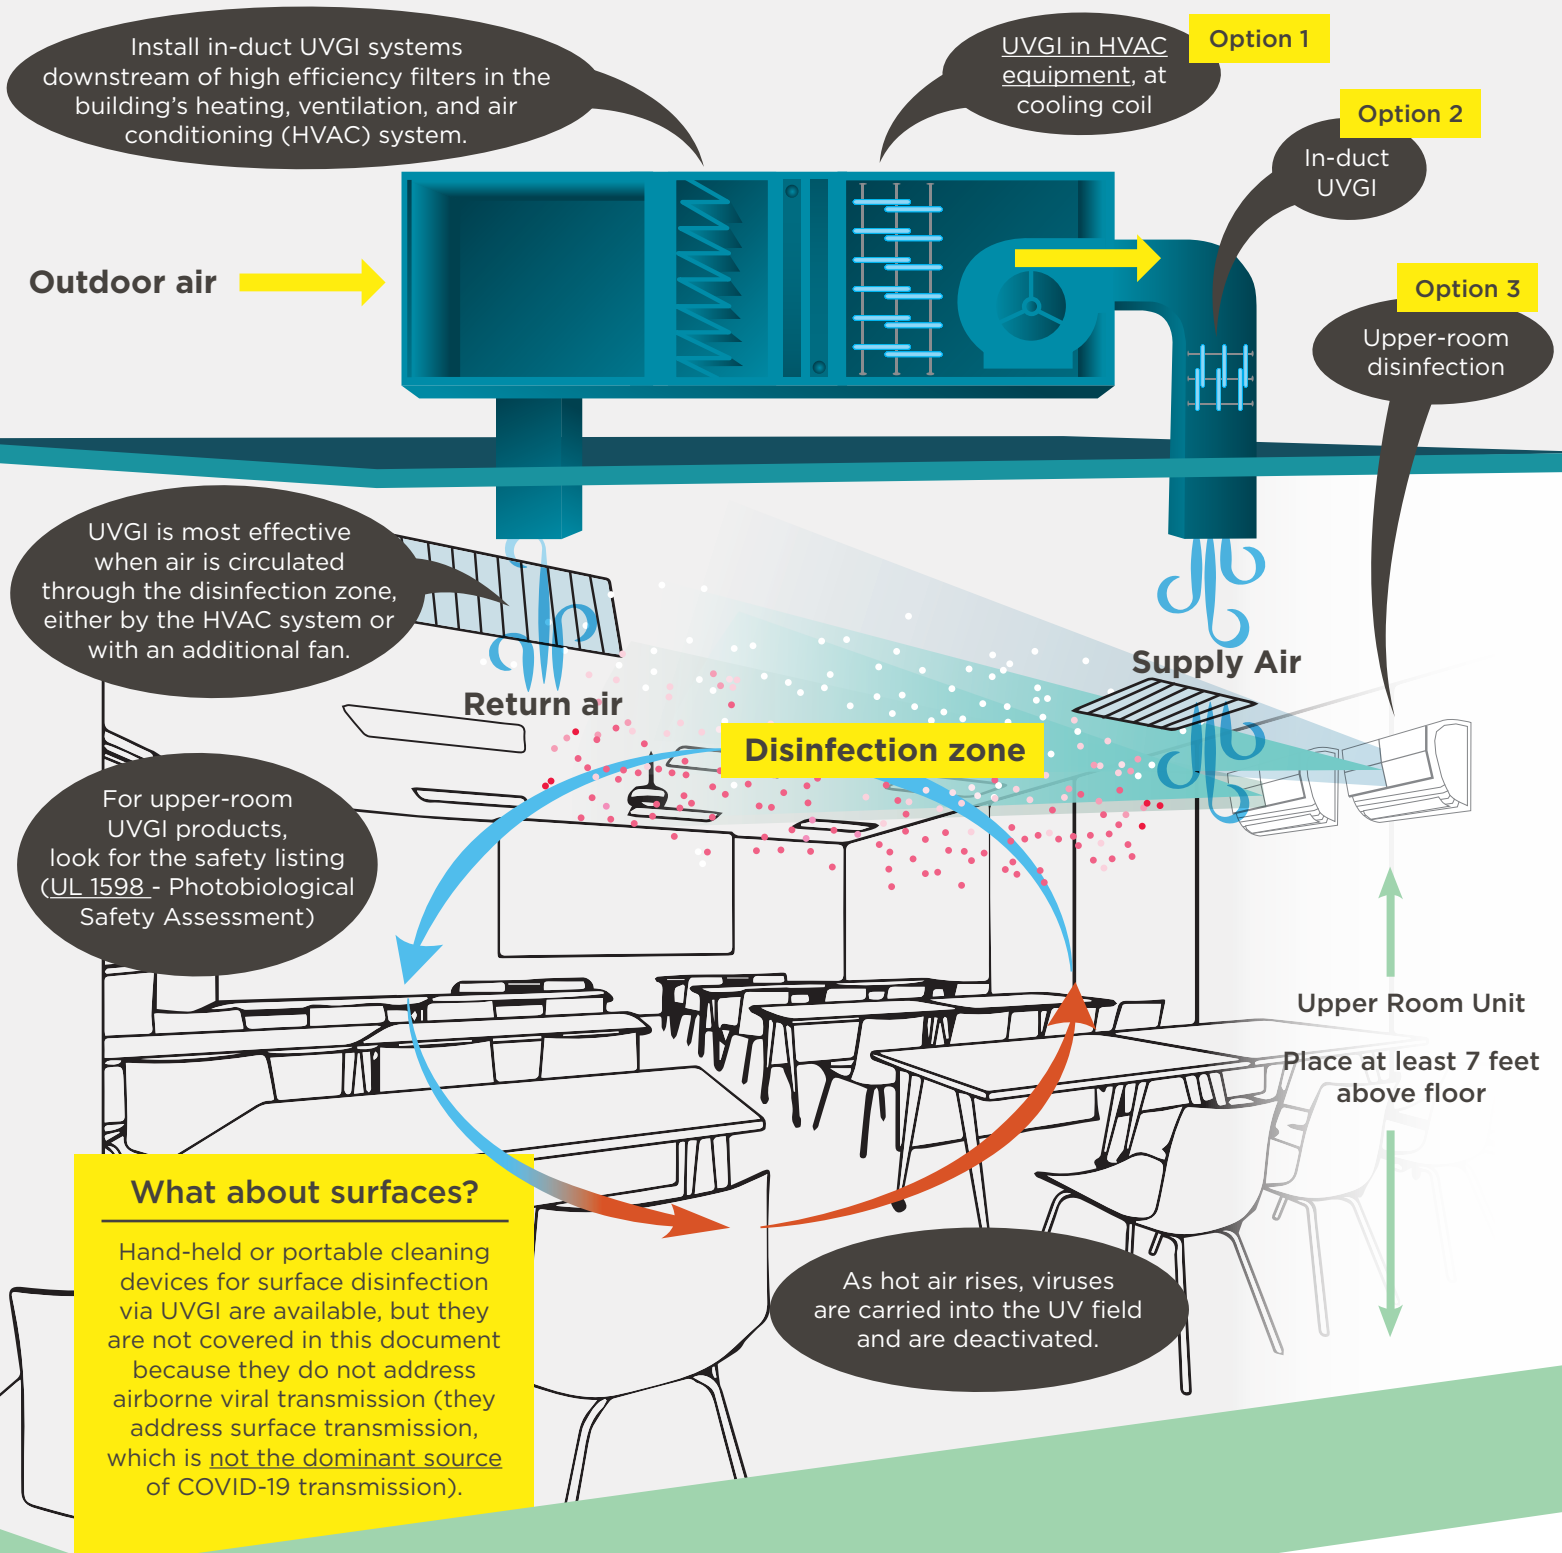 Install in-duct UVGI systems
downstream of high efficiency filters in the
building's heating, ventilation, and air
conditioning (HVAC) system.
Option 1
UVGI in HVAC
equipment, at
cooling coil
Option 2
In-duct
UVGI
Outdoor air
Option 3
Upper-room
disinfection
UVGI is most effective
when air is circulated
through the disinfection zone,
either by the HVAC system or
with an additional fan.
Return air
Supply Air
Disinfection zone
For upper-room
UVGI products,
look for the safety listing
(UL 1598 - Photobiological
Safety Assessment)
Upper Room Unit
Place at least 7 feet
above floor
What about surfaces?
Hand-held or portable cleaning
devices for surface disinfection
via UVGI are available, but they
are not covered in this document
because they do not address
airborne viral transmission (they
address surface transmission,
which is not the dominant source
of COVID-19 transmission).
As hot air rises, viruses
are carried into the UV field
and are deactivated.